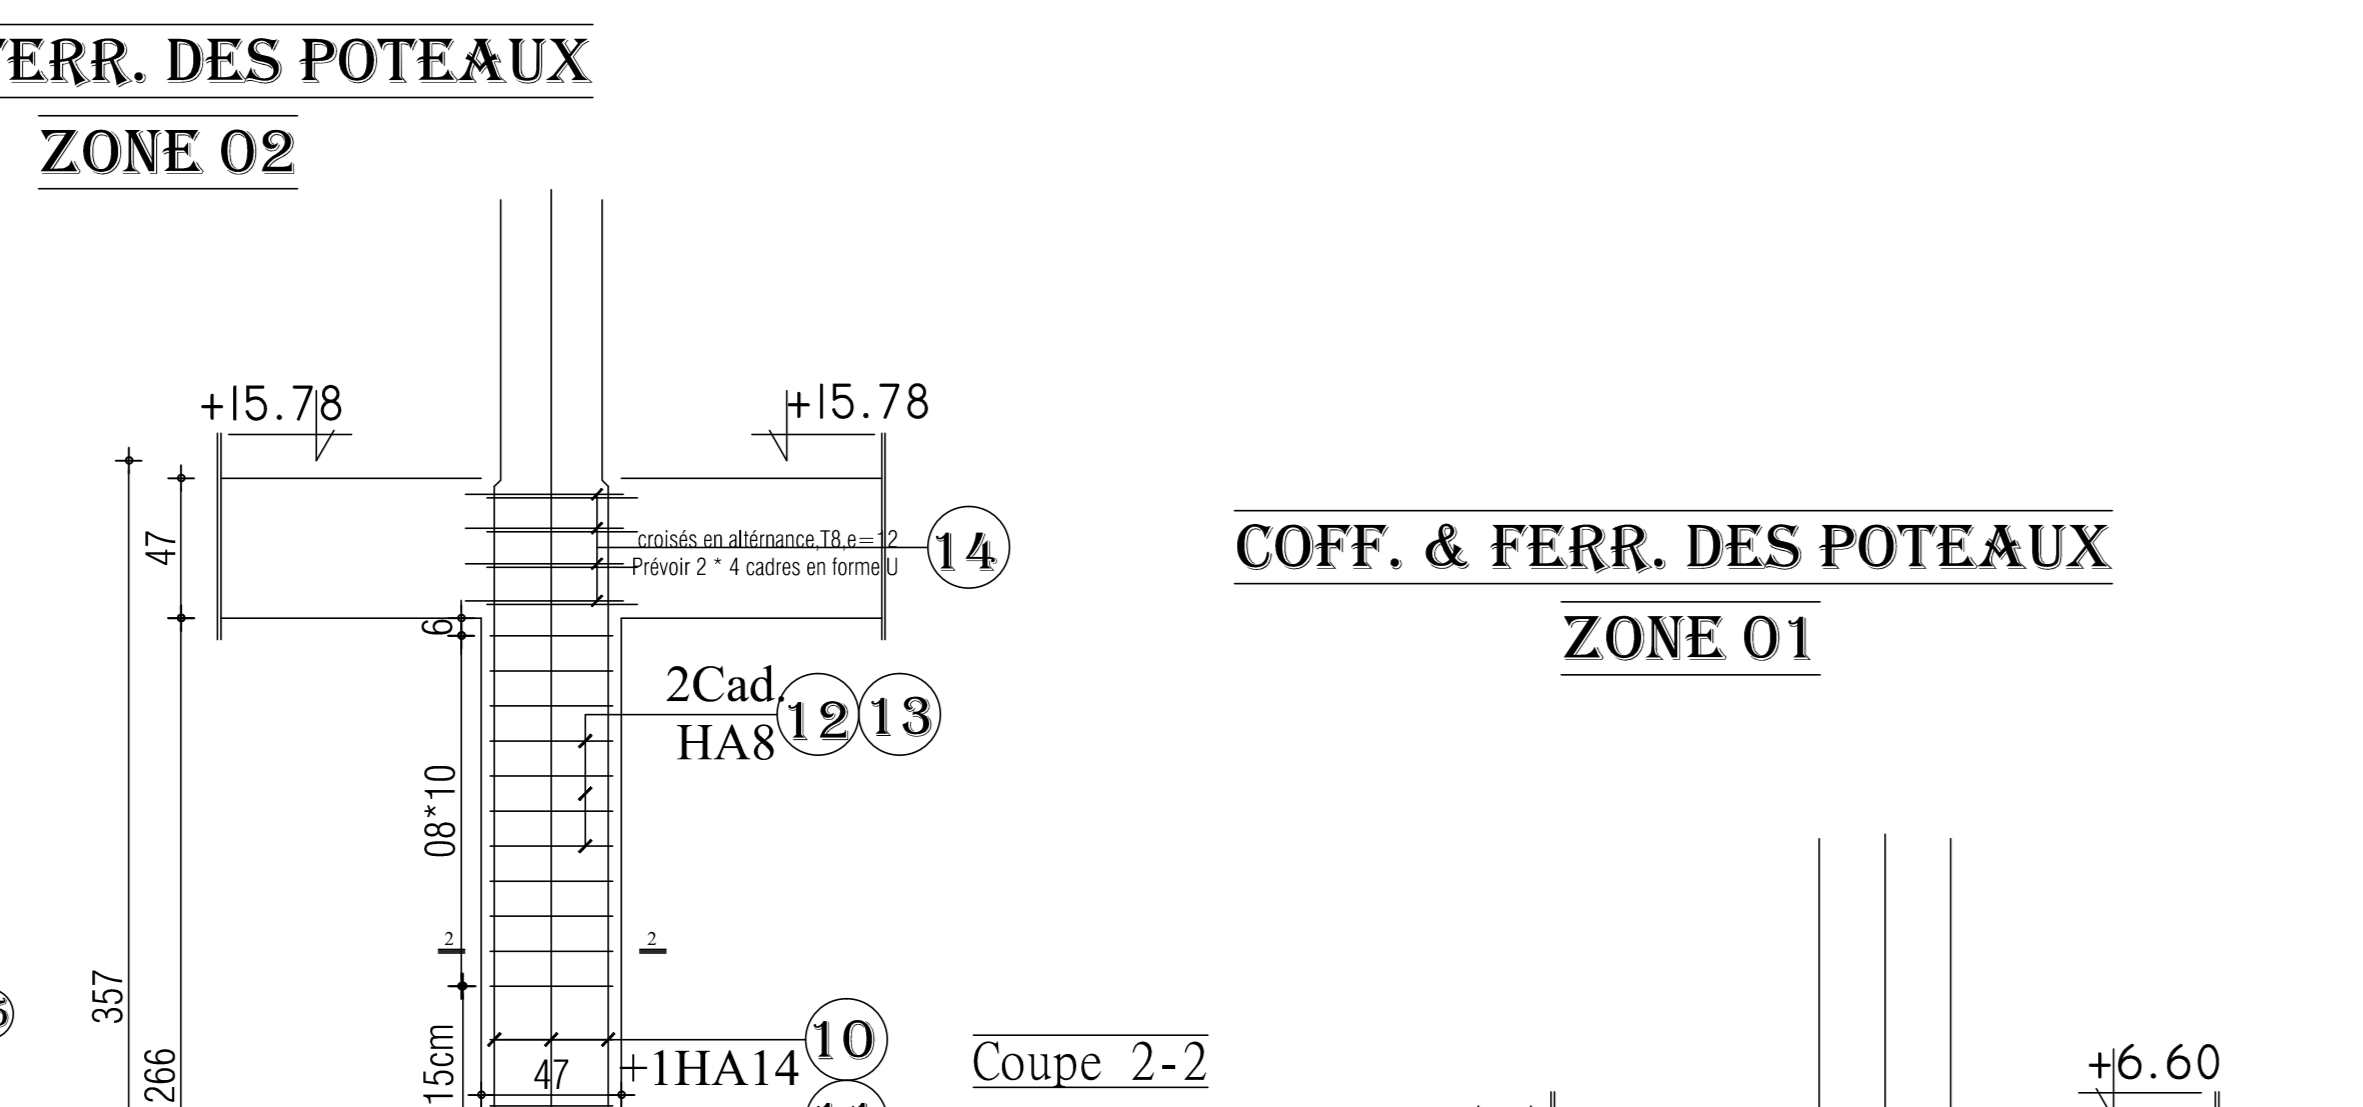 FERR. DES POTEAUX
ZONE 02
+15.78
+15.78
47
croisés en altérnance,T8,e=12
Prévoir 2 * 4 cadres en forme U
14
COFF. & FERR. DES POTEAUX
ZONE 01
6
2Cad.
HA8
12
13
08*10
2
2
357
266
15cm
10
47
+1HA14
Coupe 2-2
+6.60